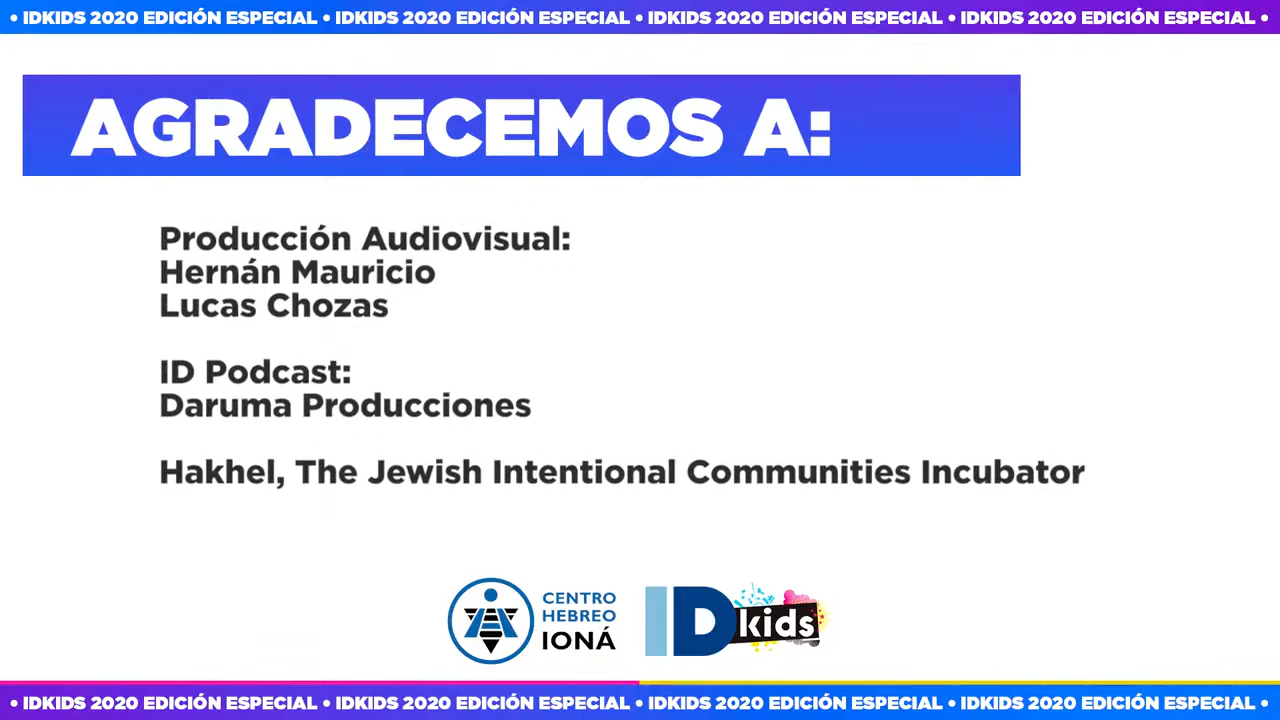 • IDKIDS 2020 EDICIÓN ESPECIAL • IDKIDS 2020 EDICIÓN ESPECIAL • IDKIDS 2020 EDICIÓN ESPECIAL • IDKIDS 2020 EDICIÓN ESPECIAL •
AGRADECEMOS A:
Producción Audiovisual:
Hernán Mauricio
Lucas Chozas
ID Podcast:
Daruma Producciones
Hakhel, The Jewish Intentional Communities Incubator
CENTRO
HEBREO
IONÁ
ID kids
• IDKIDS 2020 EDICIÓN ESPECIAL • IDKIDS 2020 EDICIÓN ESPECIAL • IDKIDS 2020 EDICIÓN ESPECIAL • IDKIDS 2020 EDICIÓN ESPECIAL •